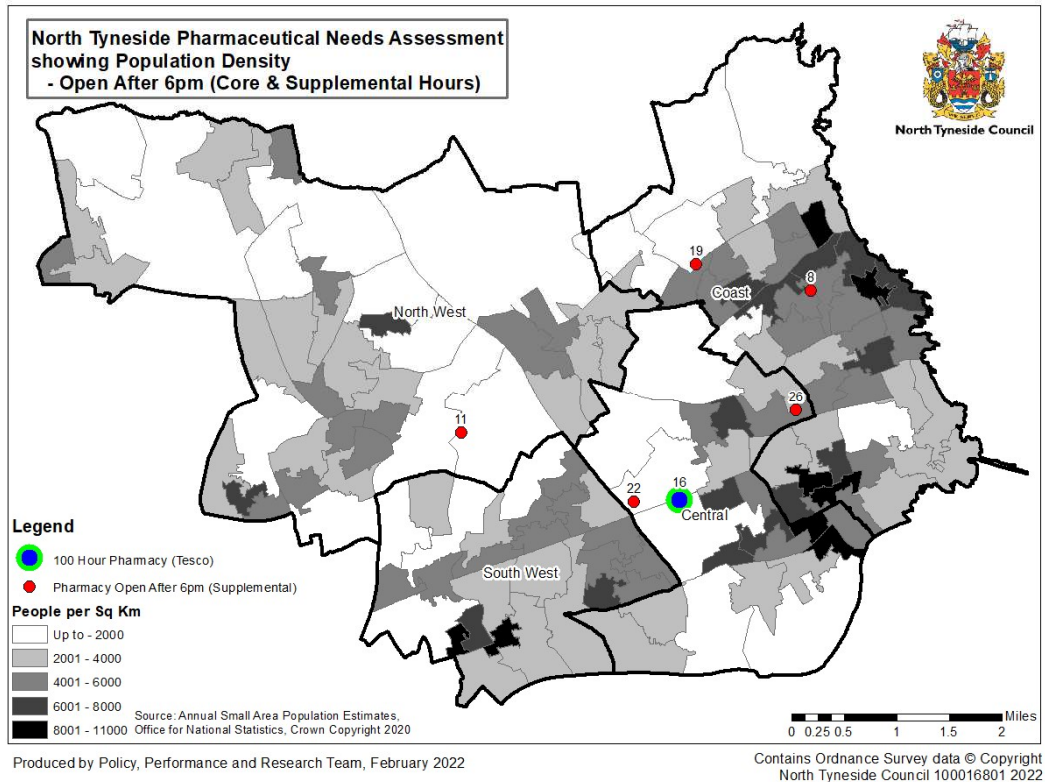 North Tyneside Pharmaceutical Needs Assessment
showing Population Density
- Open After 6pm (Core & Supplemental Hours)
North Tyneside Council
19
8
Coast
North West
26
11
22
16
Central
South West
Legend
100 Hour Pharmacy (Tesco)
Pharmacy Open After 6pm (Supplemental)
People per Sq Km
Up to - 2000
2001 - 4000
4001 - 6000
6001 - 8000
8001 - 11000
Source: Annual Small Area Population Estimates,
Office for National Statistics, Crown Copyright 2020
Miles
0 0.25 0.5 1 1.5 2
Produced by Policy, Performance and Research Team, February 2022
Contains Ordnance Survey data © Copyright
North Tyneside Council 100016801 2022